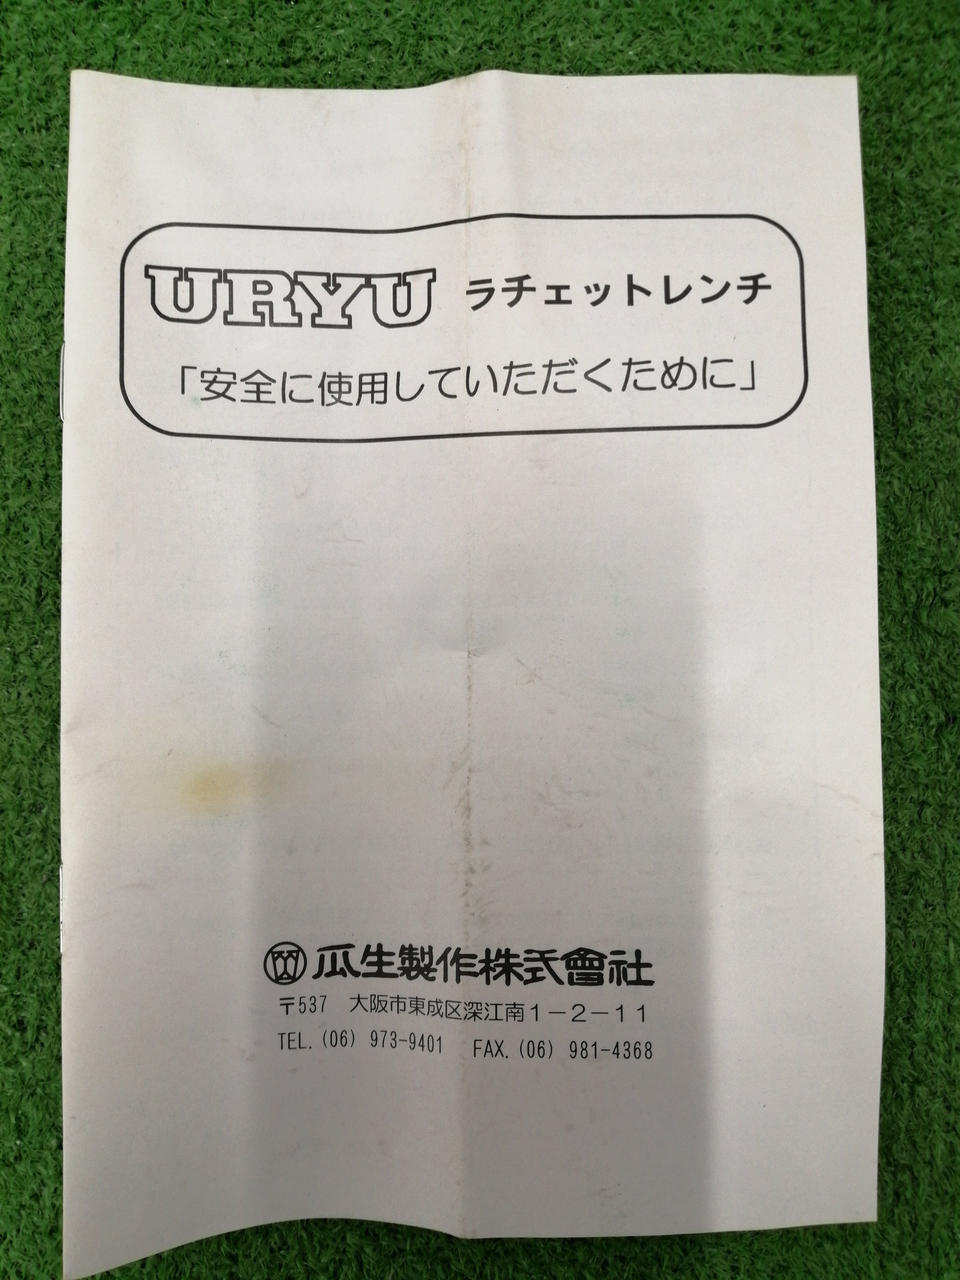 URYU ラチェットレンチ
「安全に使用していただくために」
瓜生製作株式會社
〒537 大阪市東成区深江南1-2-11
TEL. (06) 973-9401 FAX. (06) 981-4368